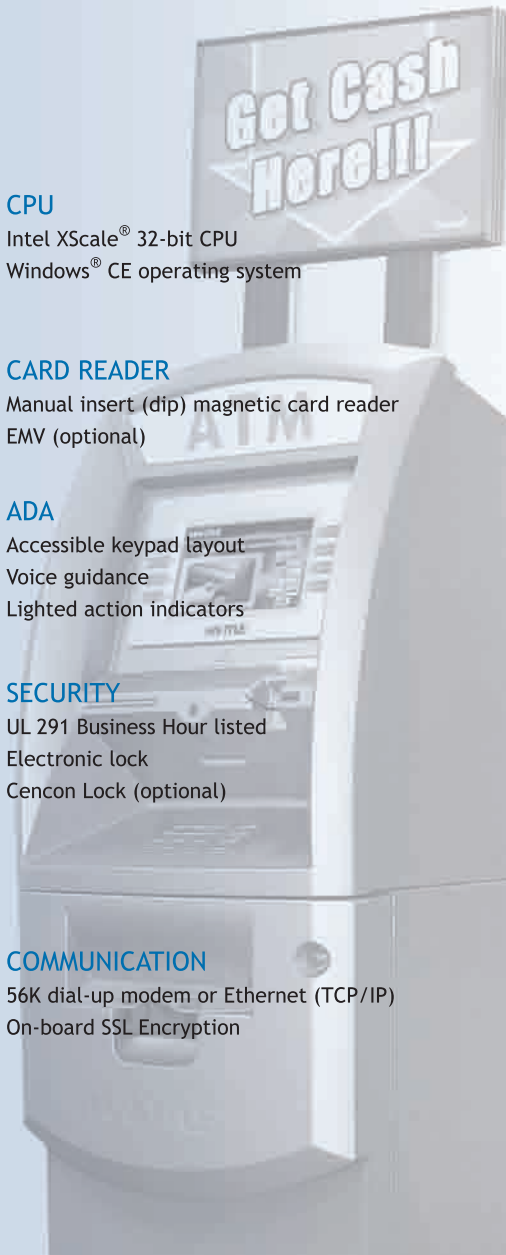 Get Cash
Here!!!
CPU
Intel XScale® 32-bit CPU
Windows® CE operating system
CARD READER
Manual insert (dip) magnetic card reader
EMV (optional)
ATM
ADA
Accessible keypad layout
Voice guidance
Lighted action indicators
SECURITY
UL 291 Business Hour listed
Electronic lock
Cencon Lock (optional)
COMMUNICATION
56K dial-up modem or Ethernet (TCP/IP)
On-board SSL Encryption